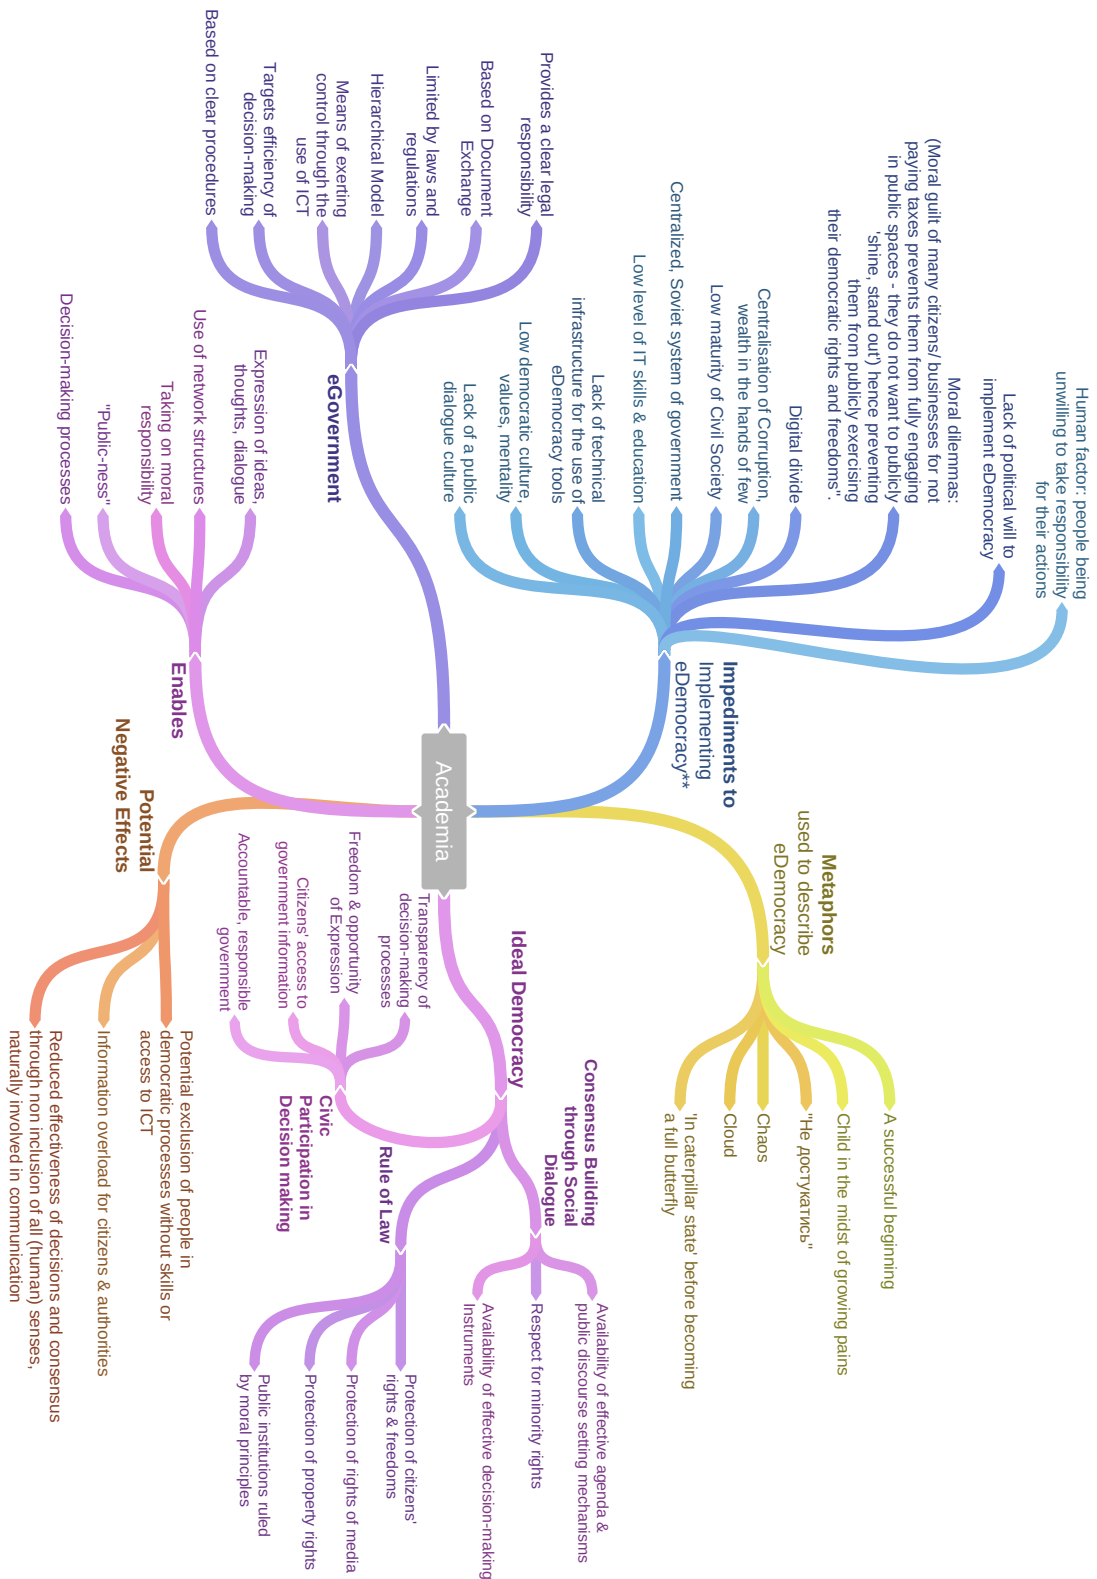 Human factor: people being
unwilling to take responsibility
for their actions
Lack of political will to
implement eDemocracy
Moral dilemmas:
(Moral guilt of many citizens/ businesses for not
paying taxes prevents them from fully engaging
in public spaces - they do not want to publicly
'shine, stand out') hence preventing
them from publicly exercising
their democratic rights and freedoms".
Digital divide
Centralisation of Corruption,
wealth in the hands of few
Low maturity of Civil Society
Centralized, Soviet system of government
Low level of IT skills & education
Lack of technical
infrastructure for the use of
eDemocracy tools
Low democratic culture,
values, mentality
Lack of a public
dialogue culture
Impediments to
Implementing
eDemocracy**
Metaphors
used to describe
eDemocracy
A successful beginning
Child in the midst of growing pains
"Не достукатись"
Chaos
Cloud
'In caterpillar state' before becoming
a full butterfly
Provides a clear legal
responsibility
Based on Document
Exchange
Limited by laws and
regulations
Hierarchical Model
Means of exerting
control through the
use of ICT
Targets efficiency of
decision-making
Based on clear procedures
eGovernment
Academia
Ideal Democracy
Consensus Building
through Social
Dialogue
Availability of effective agenda &
public discourse setting mechanisms
Respect for minority rights
Availability of effective decision-making
Instruments
Rule of Law
Protection of citizens'
rights & freedoms
Protection of rights of media
Protection of property rights
Public institutions ruled
by moral principles
Civic
Participation in
Decision making
Transparency of
decision-making
processes
Freedom & opportunity
of Expression
Citizens' access to
government information
Accountable, responsible
government
Expression of ideas,
thoughts, dialogue
Use of network structures
Taking on moral
responsibility
"Public-ness"
Decision-making processes
Enables
Potential
Negative Effects
Potential exclusion of people in
democratic processes without skills or
access to ICT
Information overload for citizens & authorities
Reduced effectiveness of decisions and consensus
through non inclusion of all (human) senses,
naturally involved in communication